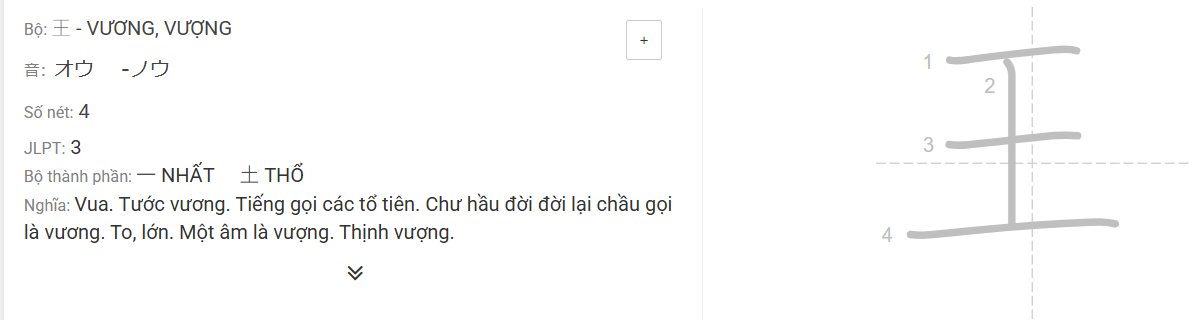 Bộ: 王 - VƯƠNG, VƯỢNG
+
音: オウ -ノウ
Số nét: 4
JLPT: 3
Bộ thành phần: 一 NHẤT 土 THỔ
Nghĩa: Vua. Tước vương. Tiếng gọi các tổ tiên. Chư hầu đời đời lại chầu gọi
là vương. To, lớn. Một âm là vượng. Thịnh vượng.
王
1
2
3
4